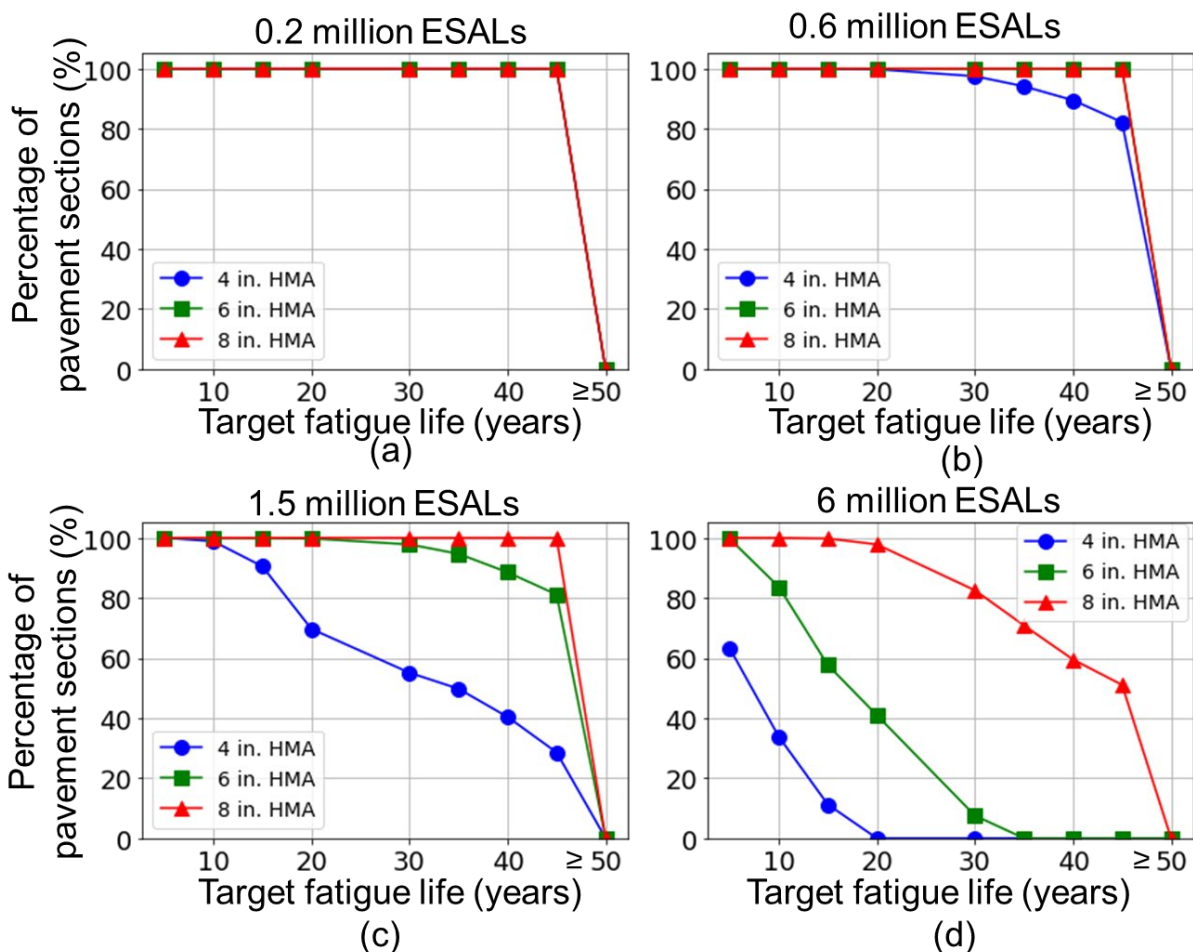 0.2 million ESALs
Percentage of
pavement sections (%)
100
80
60
40
20
0
4 in. HMA
6 in. HMA
8 in. HMA
10 20 30 40 ≥50
Target fatigue life (years)
(a)
0.6 million ESALs
100
80
60
40
20
0
4 in. HMA
6 in. HMA
8 in. HMA
10 20 30 40 ≥50
Target fatigue life (years)
(b)
1.5 million ESALs
Percentage of
pavement sections (%)
100
80
60
40
20
0
4 in. HMA
6 in. HMA
8 in. HMA
10 20 30 40 ≥50
Target fatigue life (years)
(c)
6 million ESALs
100
80
60
40
20
0
4 in. HMA
6 in. HMA
8 in. HMA
10 20 30 40 ≥50
Target fatigue life (years)
(d)